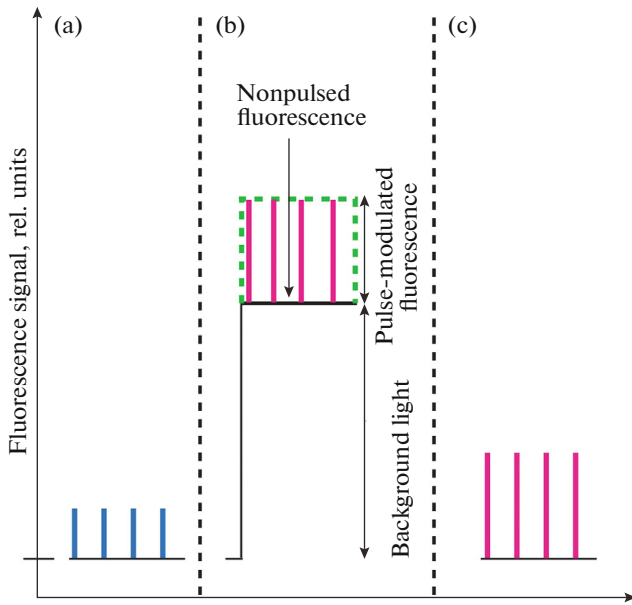 (a)
(b)
(c)
Nonpulsed
fluorescence
Fluorescence signal, rel. units
Pulse-modulated
fluorescence
Background light